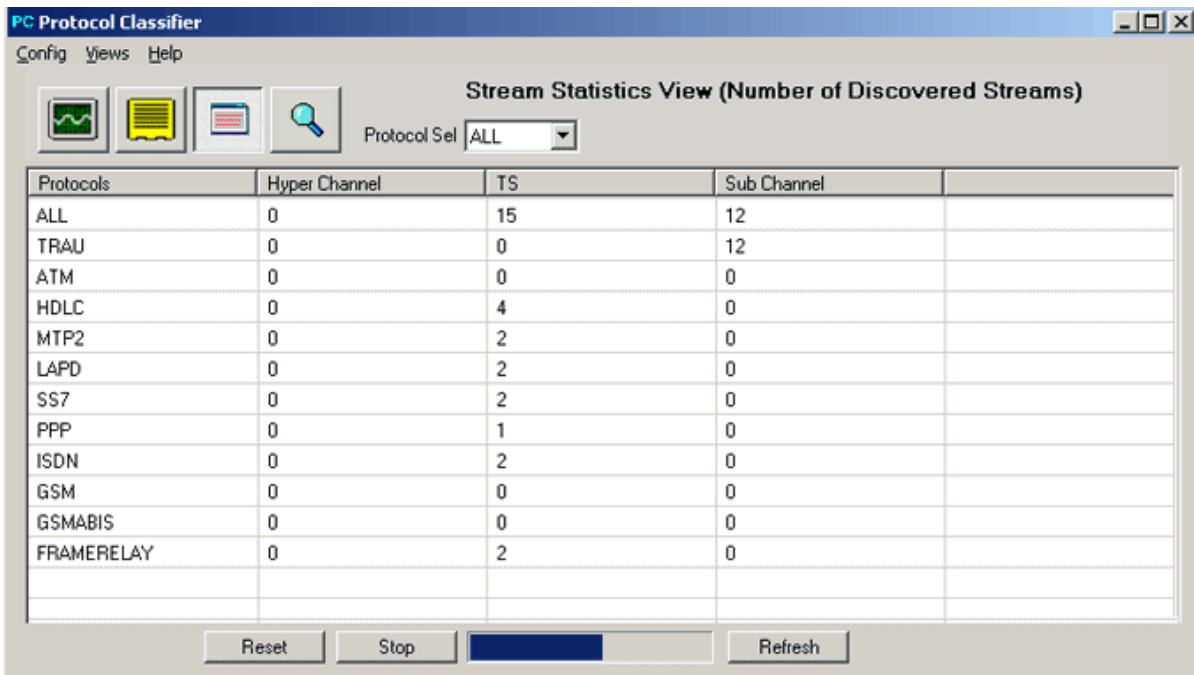 PC Protocol Classifier
Config Views Help
Stream Statistics View (Number of Discovered Streams)
Protocol Sel ALL
Protocols Hyper Channel TS Sub Channel
ALL 0 15 12
TRAU 0 0 12
ATM 0 0 0
HDLC 0 4 0
MTP2 0 2 0
LAPD 0 2 0
SS7 0 2 0
PPP 0 1 0
ISDN 0 2 0
GSM 0 0 0
GSMABIS 0 0 0
FRAMERELAY 0 2 0
Reset Stop Refresh